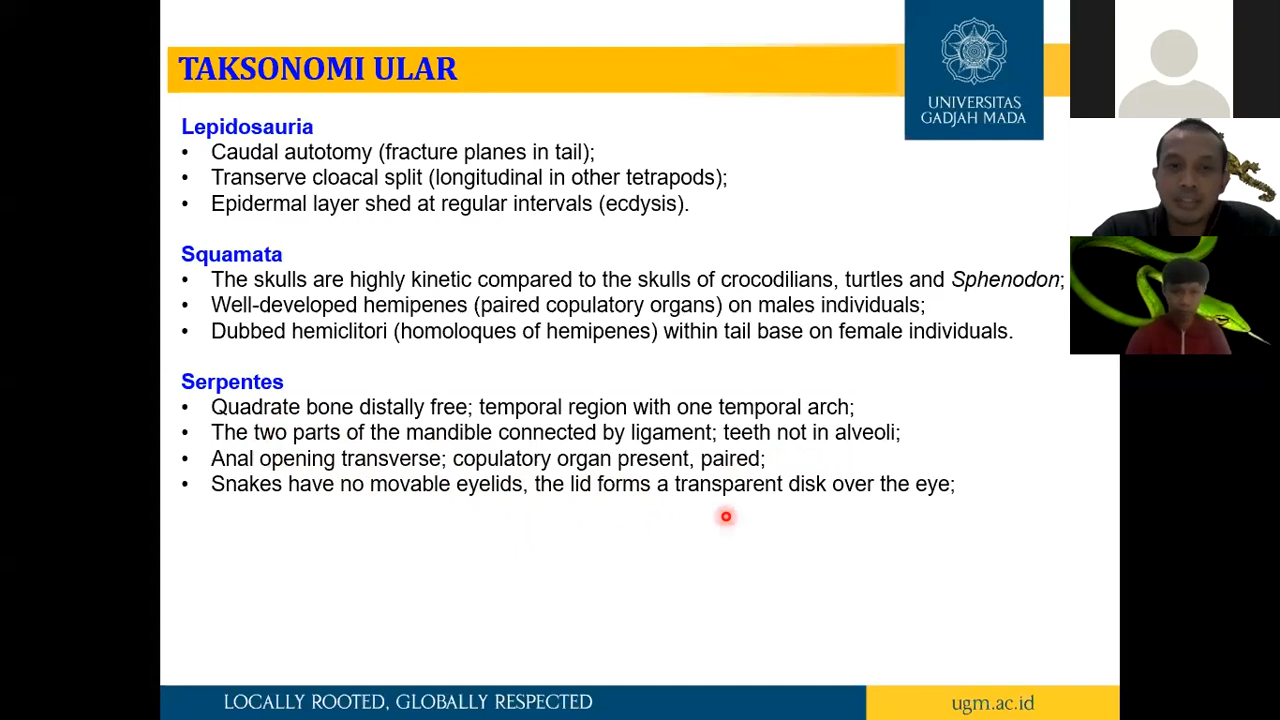 TAKSONOMI ULAR
UNIVERSITAS
GADJAH MADA
Lepidosauria
• Caudal autotomy (fracture planes in tail);
• Transerve cloacal split (longitudinal in other tetrapods);
• Epidermal layer shed at regular intervals (ecdysis).
Squamata
• The skulls are highly kinetic compared to the skulls of crocodilians, turtles and Sphenodon;
• Well-developed hemipenes (paired copulatory organs) on males individuals;
• Dubbed hemiclitori (homoloques of hemipenes) within tail base on female individuals.
Serpentes
• Quadrate bone distally free; temporal region with one temporal arch;
• The two parts of the mandible connected by ligament; teeth not in alveoli;
• Anal opening transverse; copulatory organ present, paired;
• Snakes have no movable eyelids, the lid forms a transparent disk over the eye;
LOCALLY ROOTED, GLOBALLY RESPECTED
ugm.ac.id